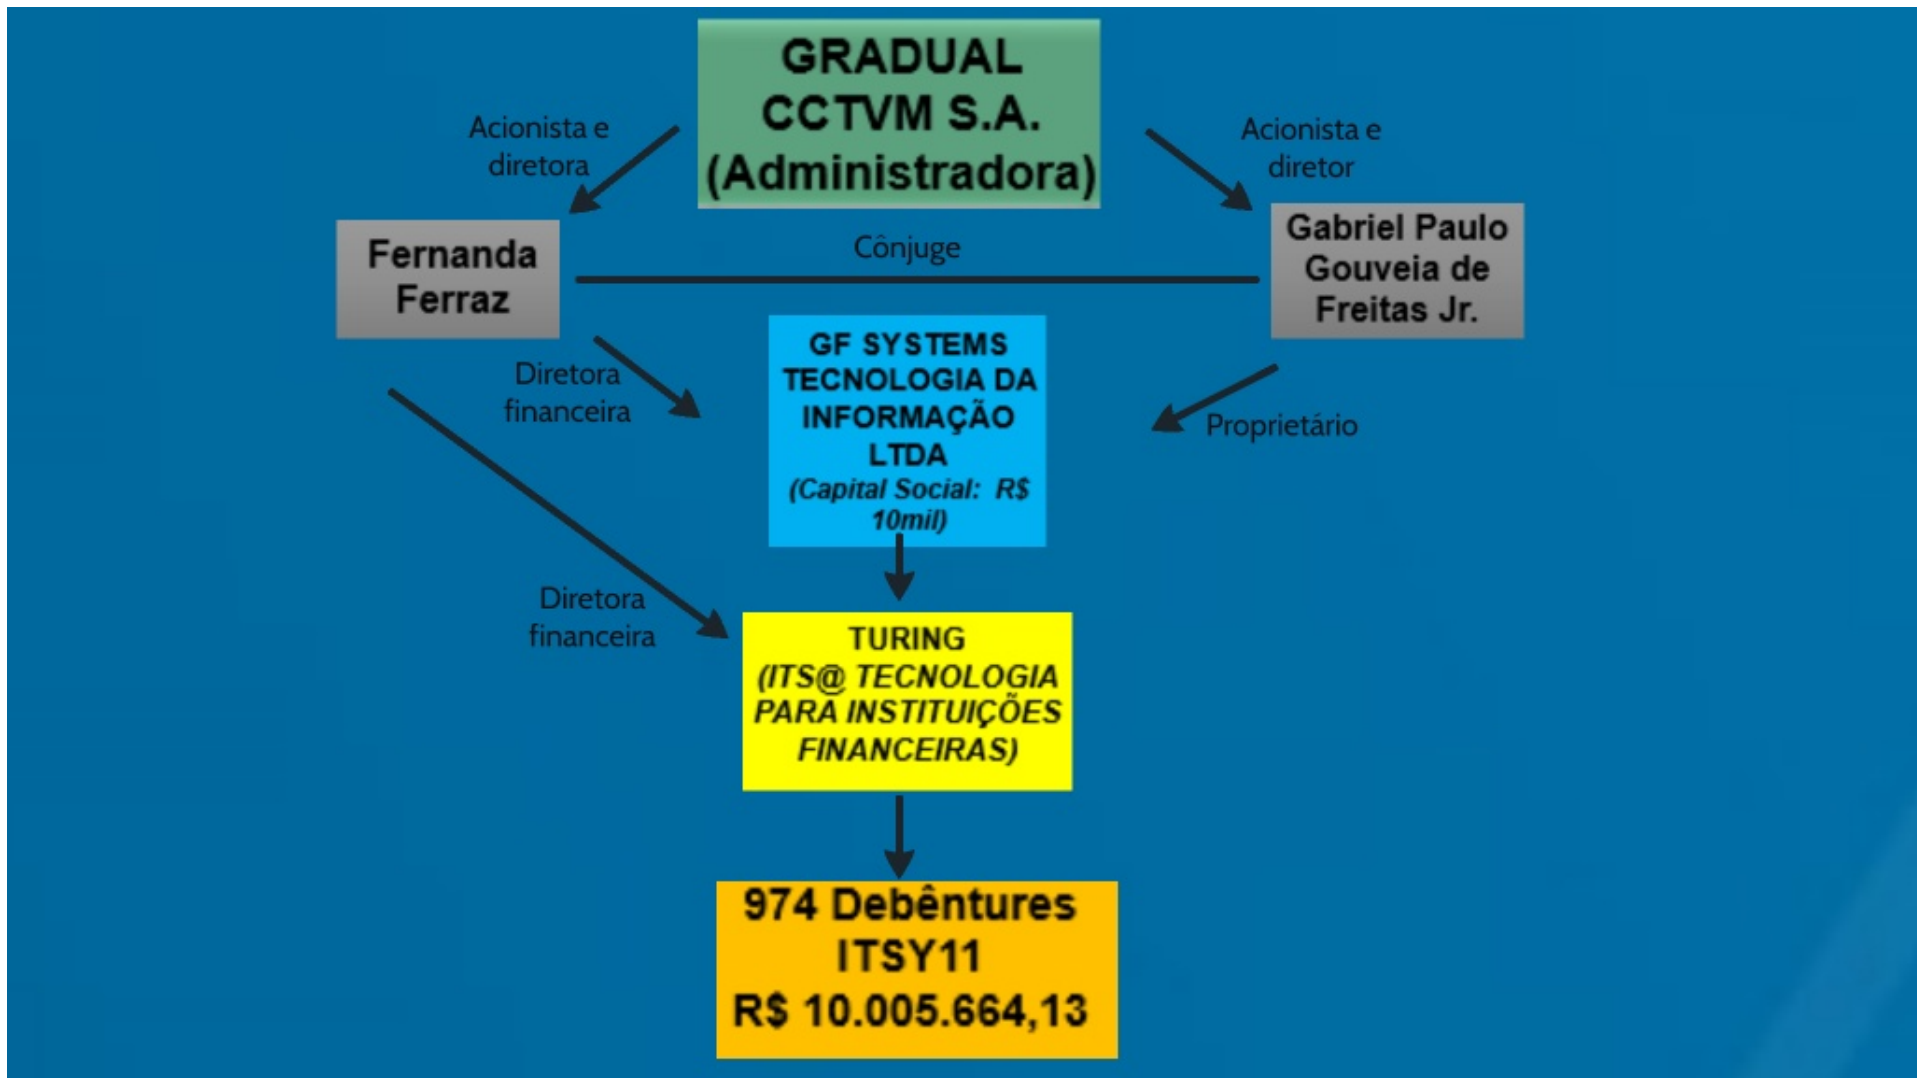 GRADUAL
CCTVM S.A.
(Administradora)
Acionista e
diretora
Acionista e
diretor
Fernanda
Ferraz
Cônjuge
Gabriel Paulo
Gouveia de
Freitas Jr.
GF SYSTEMS
TECNOLOGIA DA
INFORMAÇÃO
LTDA
(Capital Social: R$
10mil)
Diretora
financeira
Proprietário
Diretora
financeira
TURING
(ITS@ TECNOLOGIA
PARA INSTITUIÇÕES
FINANCEIRAS)
974 Debêntures
ITSY11
R$ 10.005.664,13